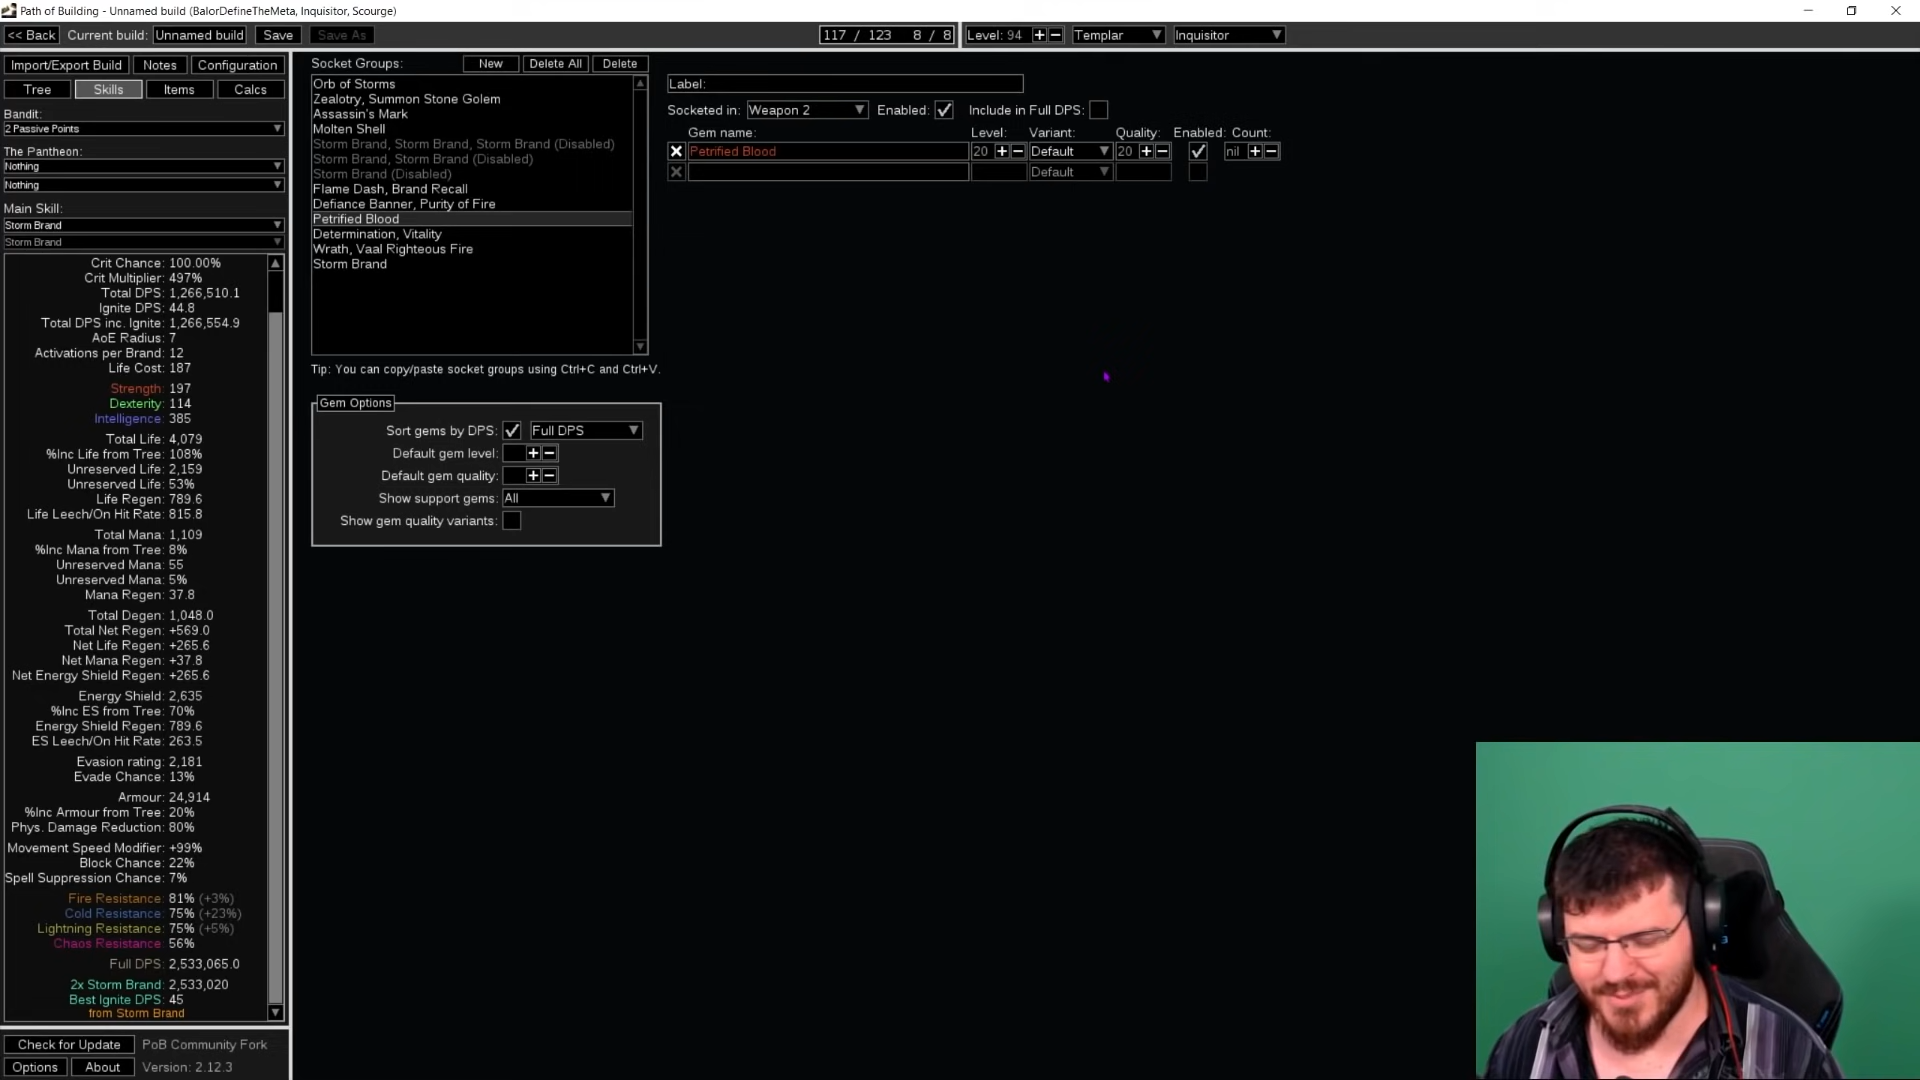 Path of Building - Unnamed build (BalorDefineTheMeta, Inquisitor, Scourge)
<< Back Current build: Unnamed build Save Save As 117 / 123 8 / 8 Level: 94 + - Templar Inquisitor
Import/Export Build Notes Configuration
Tree Skills Items Calcs
Bandit:
2 Passive Points
The Pantheon:
Nothing
Nothing
Main Skill:
Storm Brand
Storm Brand
Crit Chance: 100.00%
Crit Multiplier: 497%
Total DPS: 1,266,510.1
Ignite DPS: 44.8
Total DPS inc. Ignite: 1,266,554.9
AoE Radius: 7
Activations per Brand: 12
Life Cost: 187
Strength: 197
Dexterity: 114
Intelligence: 385
Total Life: 4,079
%Inc Life from Tree: 108%
Unreserved Life: 2,159
Unreserved Life: 53%
Life Regen: 789.6
Life Leech/On Hit Rate: 815.8
Total Mana: 1,109
%Inc Mana from Tree: 8%
Unreserved Mana: 55
Unreserved Mana: 5%
Mana Regen: 37.8
Total Degen: 1,048.0
Total Net Regen: +569.0
Net Life Regen: +265.6
Net Mana Regen: +37.8
Net Energy Shield Regen: +265.6
Energy Shield: 2,635
%Inc ES from Tree: 70%
Energy Shield Regen: 789.6
ES Leech/On Hit Rate: 263.5
Evasion rating: 2,181
Evade Chance: 13%
Armour: 24,914
%Inc Armour from Tree: 20%
Phys. Damage Reduction: 80%
Movement Speed Modifier: +99%
Block Chance: 22%
Spell Suppression Chance: 7%
Fire Resistance: 81% (+3%)
Cold Resistance: 75% (+23%)
Lightning Resistance: 75% (+5%)
Chaos Resistance: 56%
Full DPS: 2,533,065.0
2x Storm Brand: 2,533,020
Best Ignite DPS: 45
from Storm Brand
Check for Update PoB Community Fork
Options About Version: 2.12.3
Socket Groups: New Delete All Delete
Orb of Storms
Zealotry, Summon Stone Golem
Assassin's Mark
Molten Shell
Storm Brand, Storm Brand, Storm Brand (Disabled)
Storm Brand, Storm Brand (Disabled)
Storm Brand (Disabled)
Flame Dash, Brand Recall
Defiance Banner, Purity of Fire
Petrified Blood
Determination, Vitality
Wrath, Vaal Righteous Fire
Storm Brand
Tip: You can copy/paste socket groups using Ctrl+C and Ctrl+V.
Gem Options
Sort gems by DPS: Full DPS
Default gem level: + -
Default gem quality: + -
Show support gems: All
Show gem quality variants:
Label:
Socketed in: Weapon 2 Enabled: Include in Full DPS:
Gem name: Level: Variant: Quality: Enabled: Count:
Petrified Blood 20 + - Default 20 + - nil + -
Default